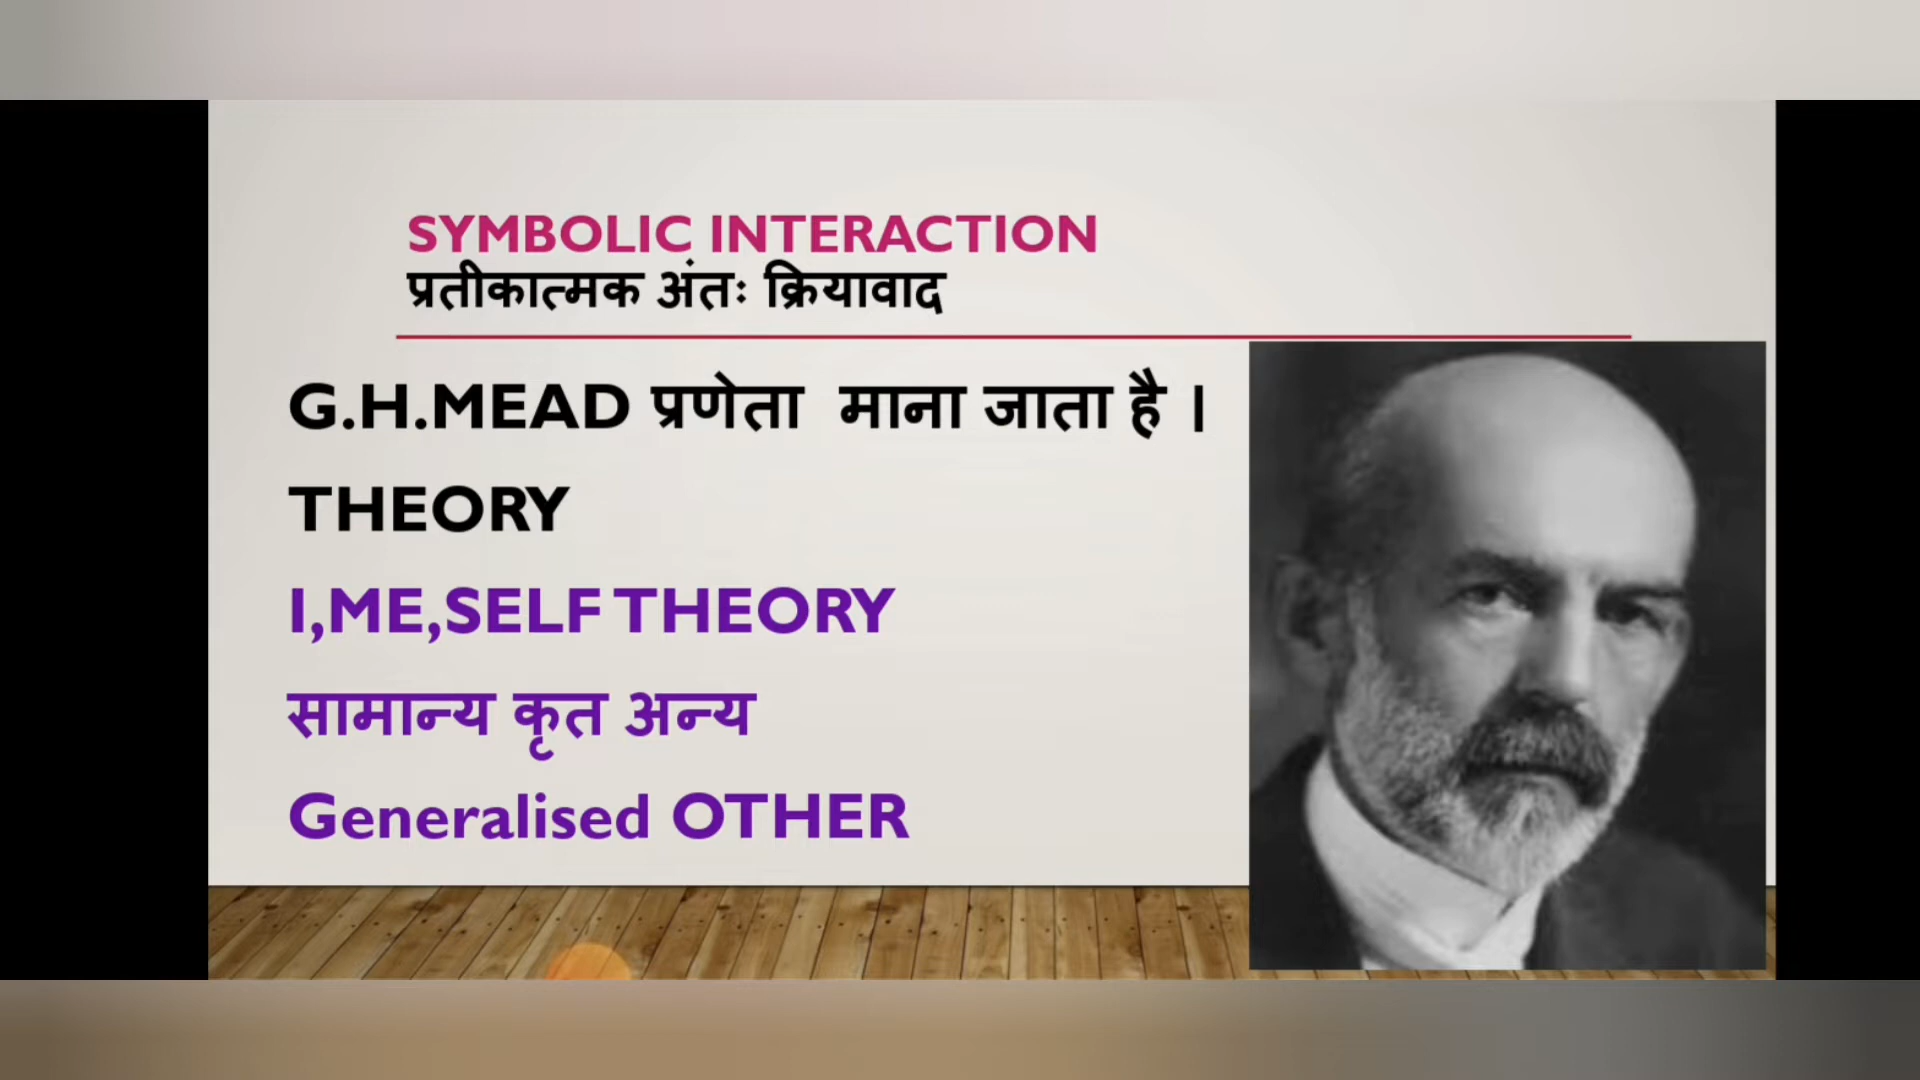 SYMBOLIC INTERACTION
प्रतीकात्मक अंतः क्रियावाद
G.H.MEAD प्रणेता माना जाता है ।
THEORY
I,ME,SELF THEORY
सामान्य कृत अन्य
Generalised OTHER